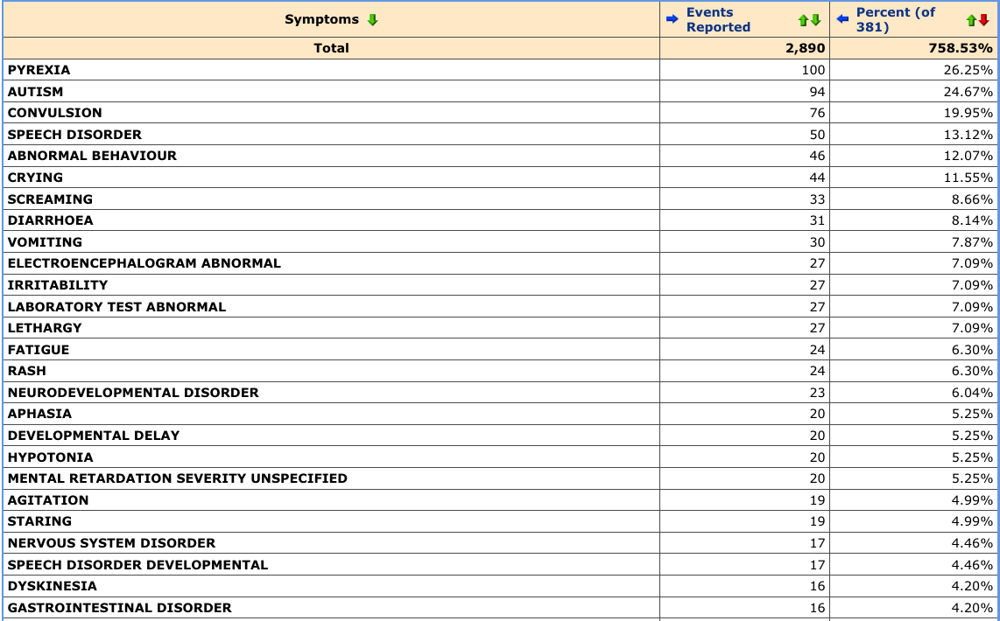 Symptoms Events Reported Percent (of 381)
Total 2,890 758.53%
PYREXIA 100 26.25%
AUTISM 94 24.67%
CONVULSION 76 19.95%
SPEECH DISORDER 50 13.12%
ABNORMAL BEHAVIOUR 46 12.07%
CRYING 44 11.55%
SCREAMING 33 8.66%
DIARRHOEA 31 8.14%
VOMITING 30 7.87%
ELECTROENCEPHALOGRAM ABNORMAL 27 7.09%
IRRITABILITY 27 7.09%
LABORATORY TEST ABNORMAL 27 7.09%
LETHARGY 27 7.09%
FATIGUE 24 6.30%
RASH 24 6.30%
NEURODEVELOPMENTAL DISORDER 23 6.04%
APHASIA 20 5.25%
DEVELOPMENTAL DELAY 20 5.25%
HYPOTONIA 20 5.25%
MENTAL RETARDATION SEVERITY UNSPECIFIED 20 5.25%
AGITATION 19 4.99%
STARING 19 4.99%
NERVOUS SYSTEM DISORDER 17 4.46%
SPEECH DISORDER DEVELOPMENTAL 17 4.46%
DYSKINESIA 16 4.20%
GASTROINTESTINAL DISORDER 16 4.20%